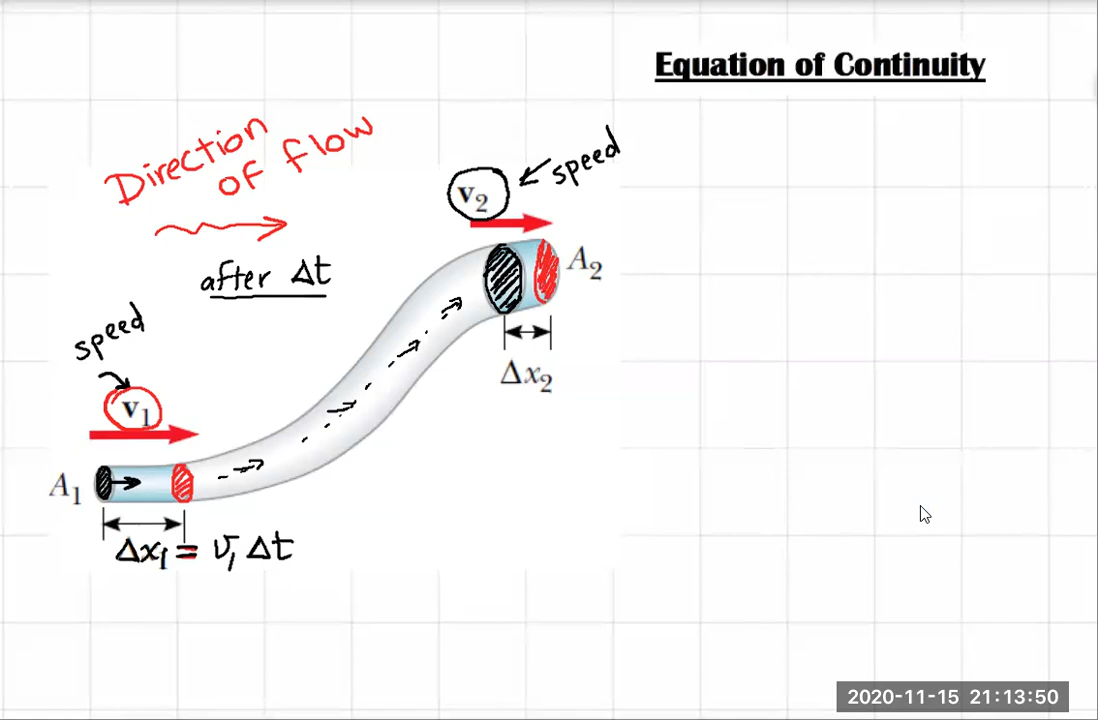 Equation of Continuity
Direction
of flow
v₂
speed
A₂
after Δt
Δx₂
speed
v₁
A₁
Δx₁ = v₁ Δt
2020-11-15 21:13:50